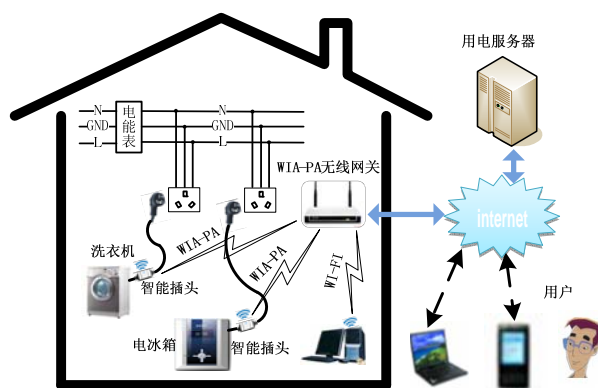 用电服务器
N
N
GND
GND
L
L
电能表
WIA-PA无线网关
internet
WIA-PA
洗衣机
WIA-PA
WI-FI
智能插头
用户
电冰箱
智能插头